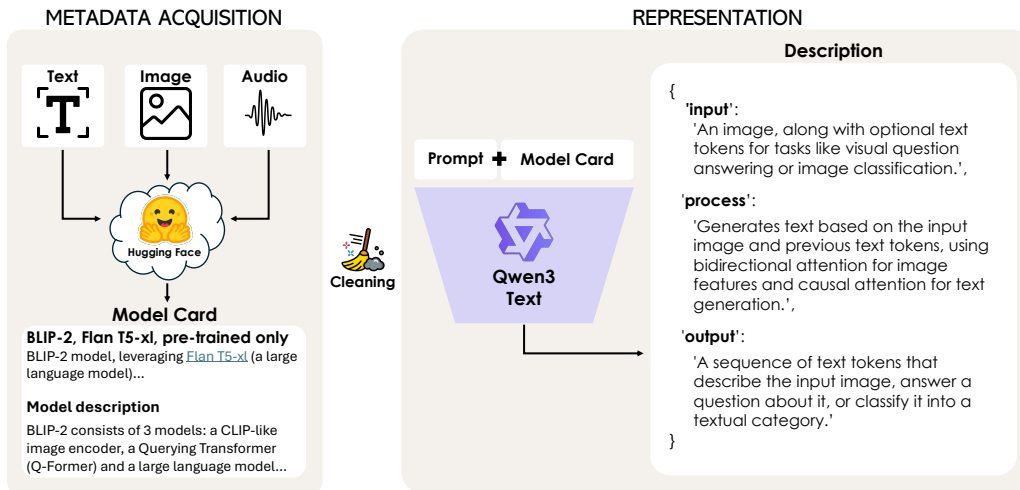 METADATA ACQUISITION
Text
Image
Audio
T
Hugging Face
Model Card
BLIP-2, Flan T5-xl, pre-trained only
BLIP-2 model, leveraging Flan T5-xl (a large
language model)...
Model description
BLIP-2 consists of 3 models: a CLIP-like
image encoder, a Querying Transformer
(Q-Former) and a large language model...
Cleaning
REPRESENTATION
Prompt + Model Card
Qwen3
Text
Description
{
'input':
'An image, along with optional text
tokens for tasks like visual question
answering or image classification.',
'process':
'Generates text based on the input
image and previous text tokens, using
bidirectional attention for image
features and causal attention for text
generation.',
'output':
'A sequence of text tokens that
describe the input image, answer a
question about it, or classify it into a
textual category.'
}